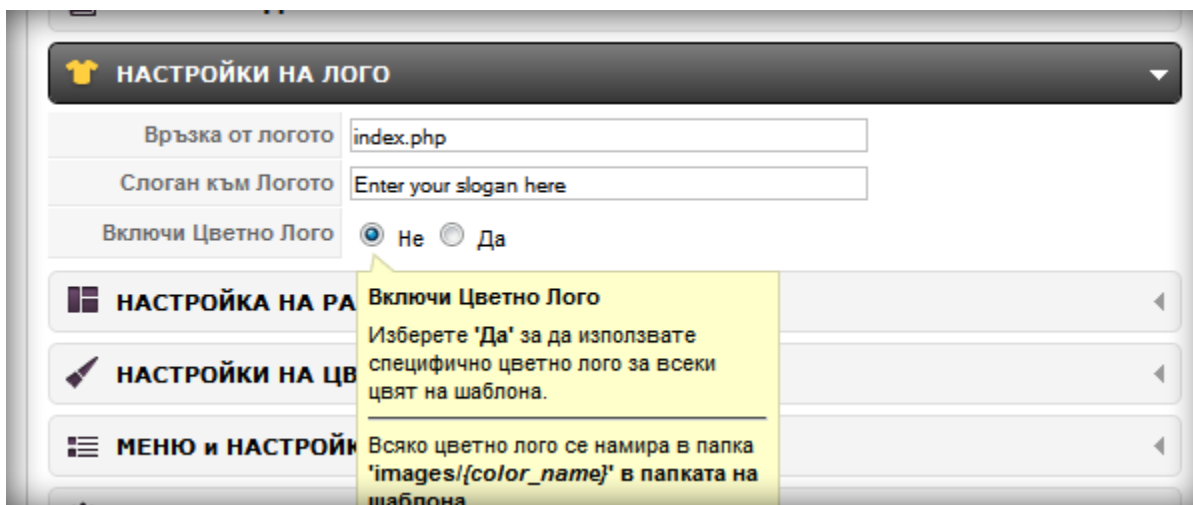 НАСТРОЙКИ НА ЛОГО
Връзка от логото index.php
Слоган към Логото Enter your slogan here
Включи Цветно Лого Не Да
НАСТРОЙКА НА РА
НАСТРОЙКИ НА ЦВ
МЕНЮ и НАСТРОЙК
Включи Цветно Лого
Изберете 'Да' за да използвате
специфично цветно лого за всеки
цвят на шаблона.
Всяко цветно лого се намира в папка
'images/{color_name}' в папката на
шаблона